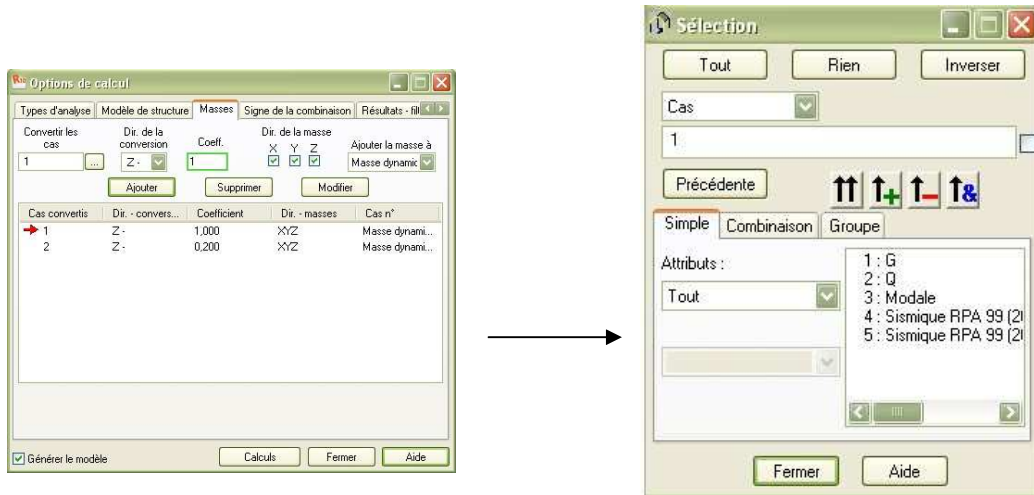 Options de calcul
Types d'analyse Modèle de structure Masses Signe de la combinaison Résultats - fil
Convertir les cas
Dir. de la conversion
Coeff.
Dir. de la masse
X Y Z
Ajouter la masse à
1 ... Z - 1 Masse dynamic
Ajouter Supprimer Modifier
Cas convertis Dir. - convers... Coefficient Dir. - masses Cas n°
1 Z - 1,000 XYZ Masse dynami...
2 Z - 0,200 XYZ Masse dynami...
Générer le modèle Calculs Fermer Aide
Sélection
Tout Rien Inverser
Cas
1
Précédente
&
Simple Combinaison Groupe
Attributs :
Tout
1 : G
2 : Q
3 : Modale
4 : Sismique RPA 99 (2
5 : Sismique RPA 99 (2
Fermer Aide